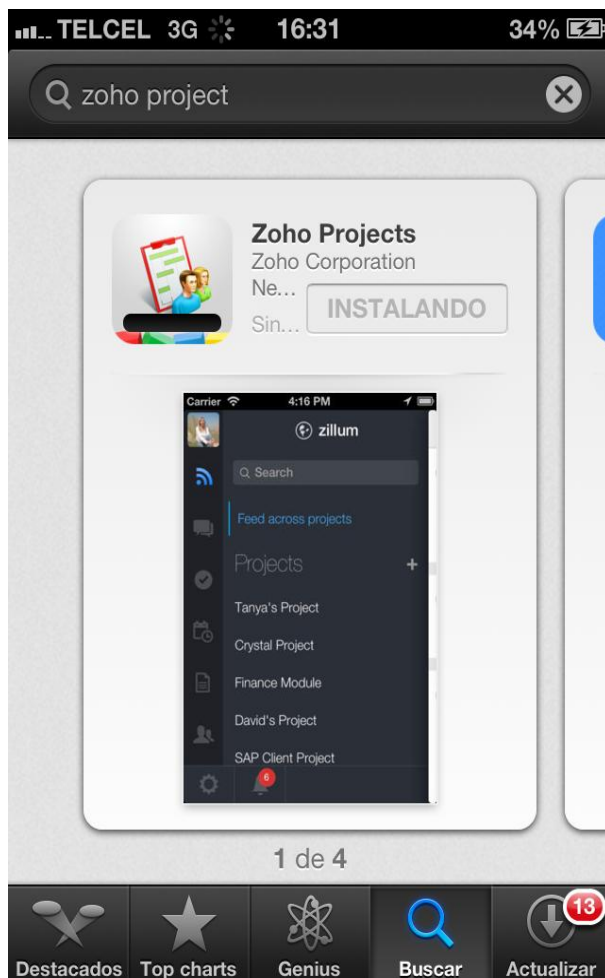 TELCEL 3G 16:31 34%
zoho project
Zoho Projects
Zoho Corporation
Ne...
Sin...
INSTALANDO
Carrier 4:16 PM
zillum
Search
Feed across projects
Projects +
Tanya's Project
Crystal Project
Finance Module
David's Project
SAP Client Project
6
1 de 4
13
Destacados Top charts Genius Buscar Actualizar